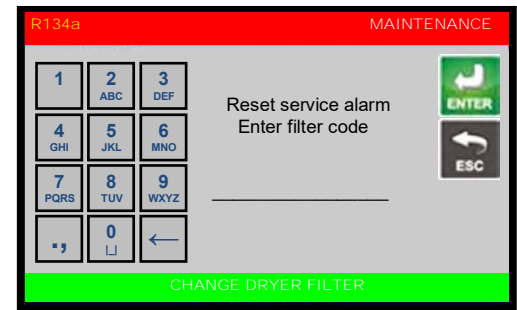 R134a MAINTENANCE
1 2 3
ABC DEF
4 5 6
GHI JKL MNO
7 8 9
PQRS TUV WXYZ
., 0 ←
Reset service alarm
Enter filter code
ENTER
ESC
CHANGE DRYER FILTER